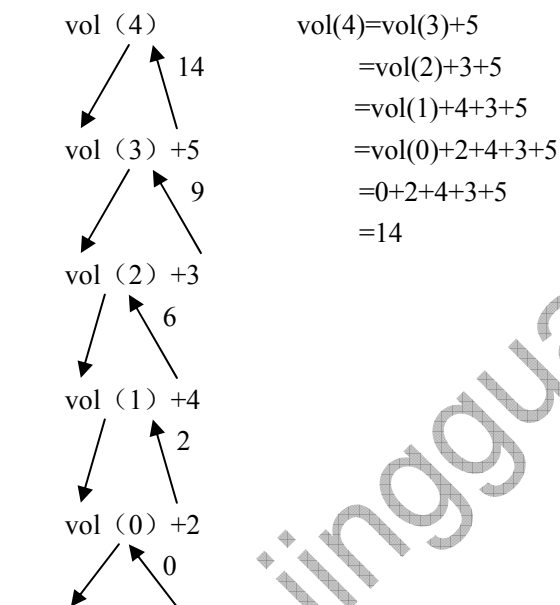 vol（4）
14
vol（3）+5
9
vol（2）+3
6
vol（1）+4
2
vol（0）+2
0
vol(4)=vol(3)+5
=vol(2)+3+5
=vol(1)+4+3+5
=vol(0)+2+4+3+5
=0+2+4+3+5
=14